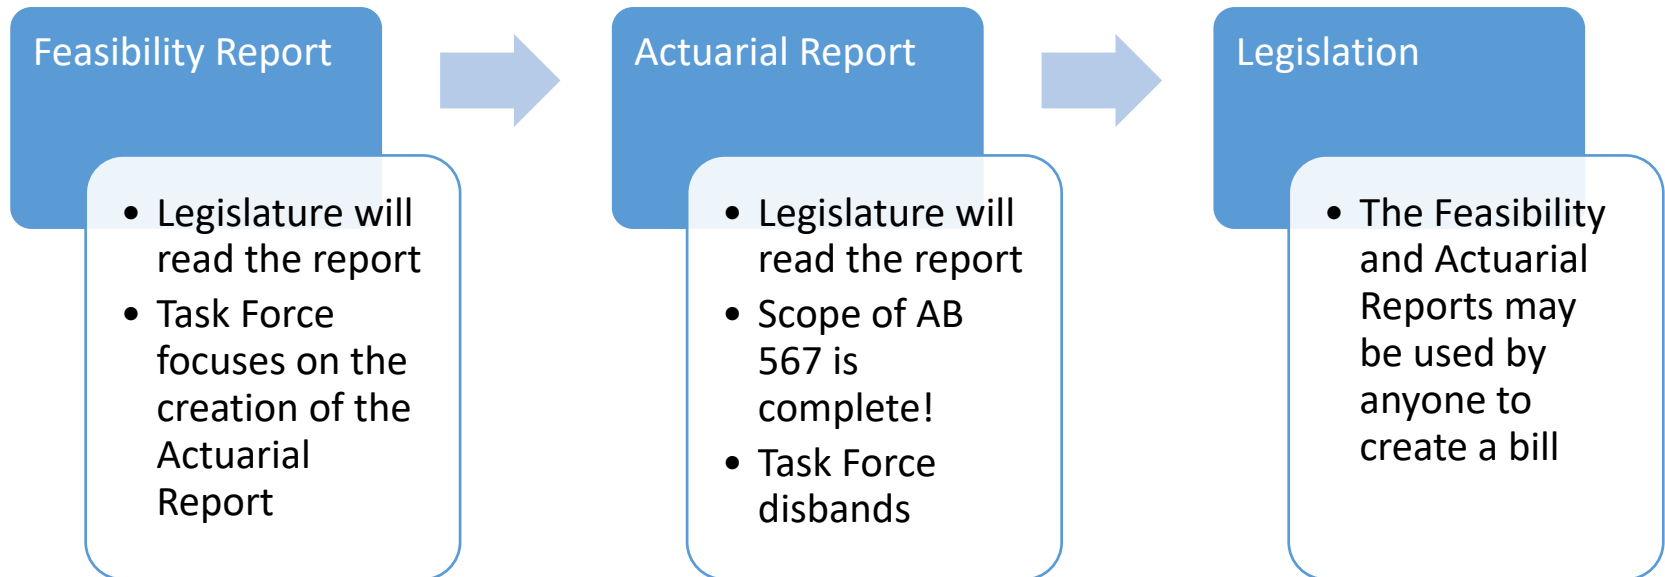 Feasibility Report
• Legislature will
read the report
• Task Force
focuses on the
creation of the
Actuarial
Report
Actuarial Report
• Legislature will
read the report
• Scope of AB
567 is
complete!
• Task Force
disbands
Legislation
• The Feasibility
and Actuarial
Reports may
be used by
anyone to
create a bill